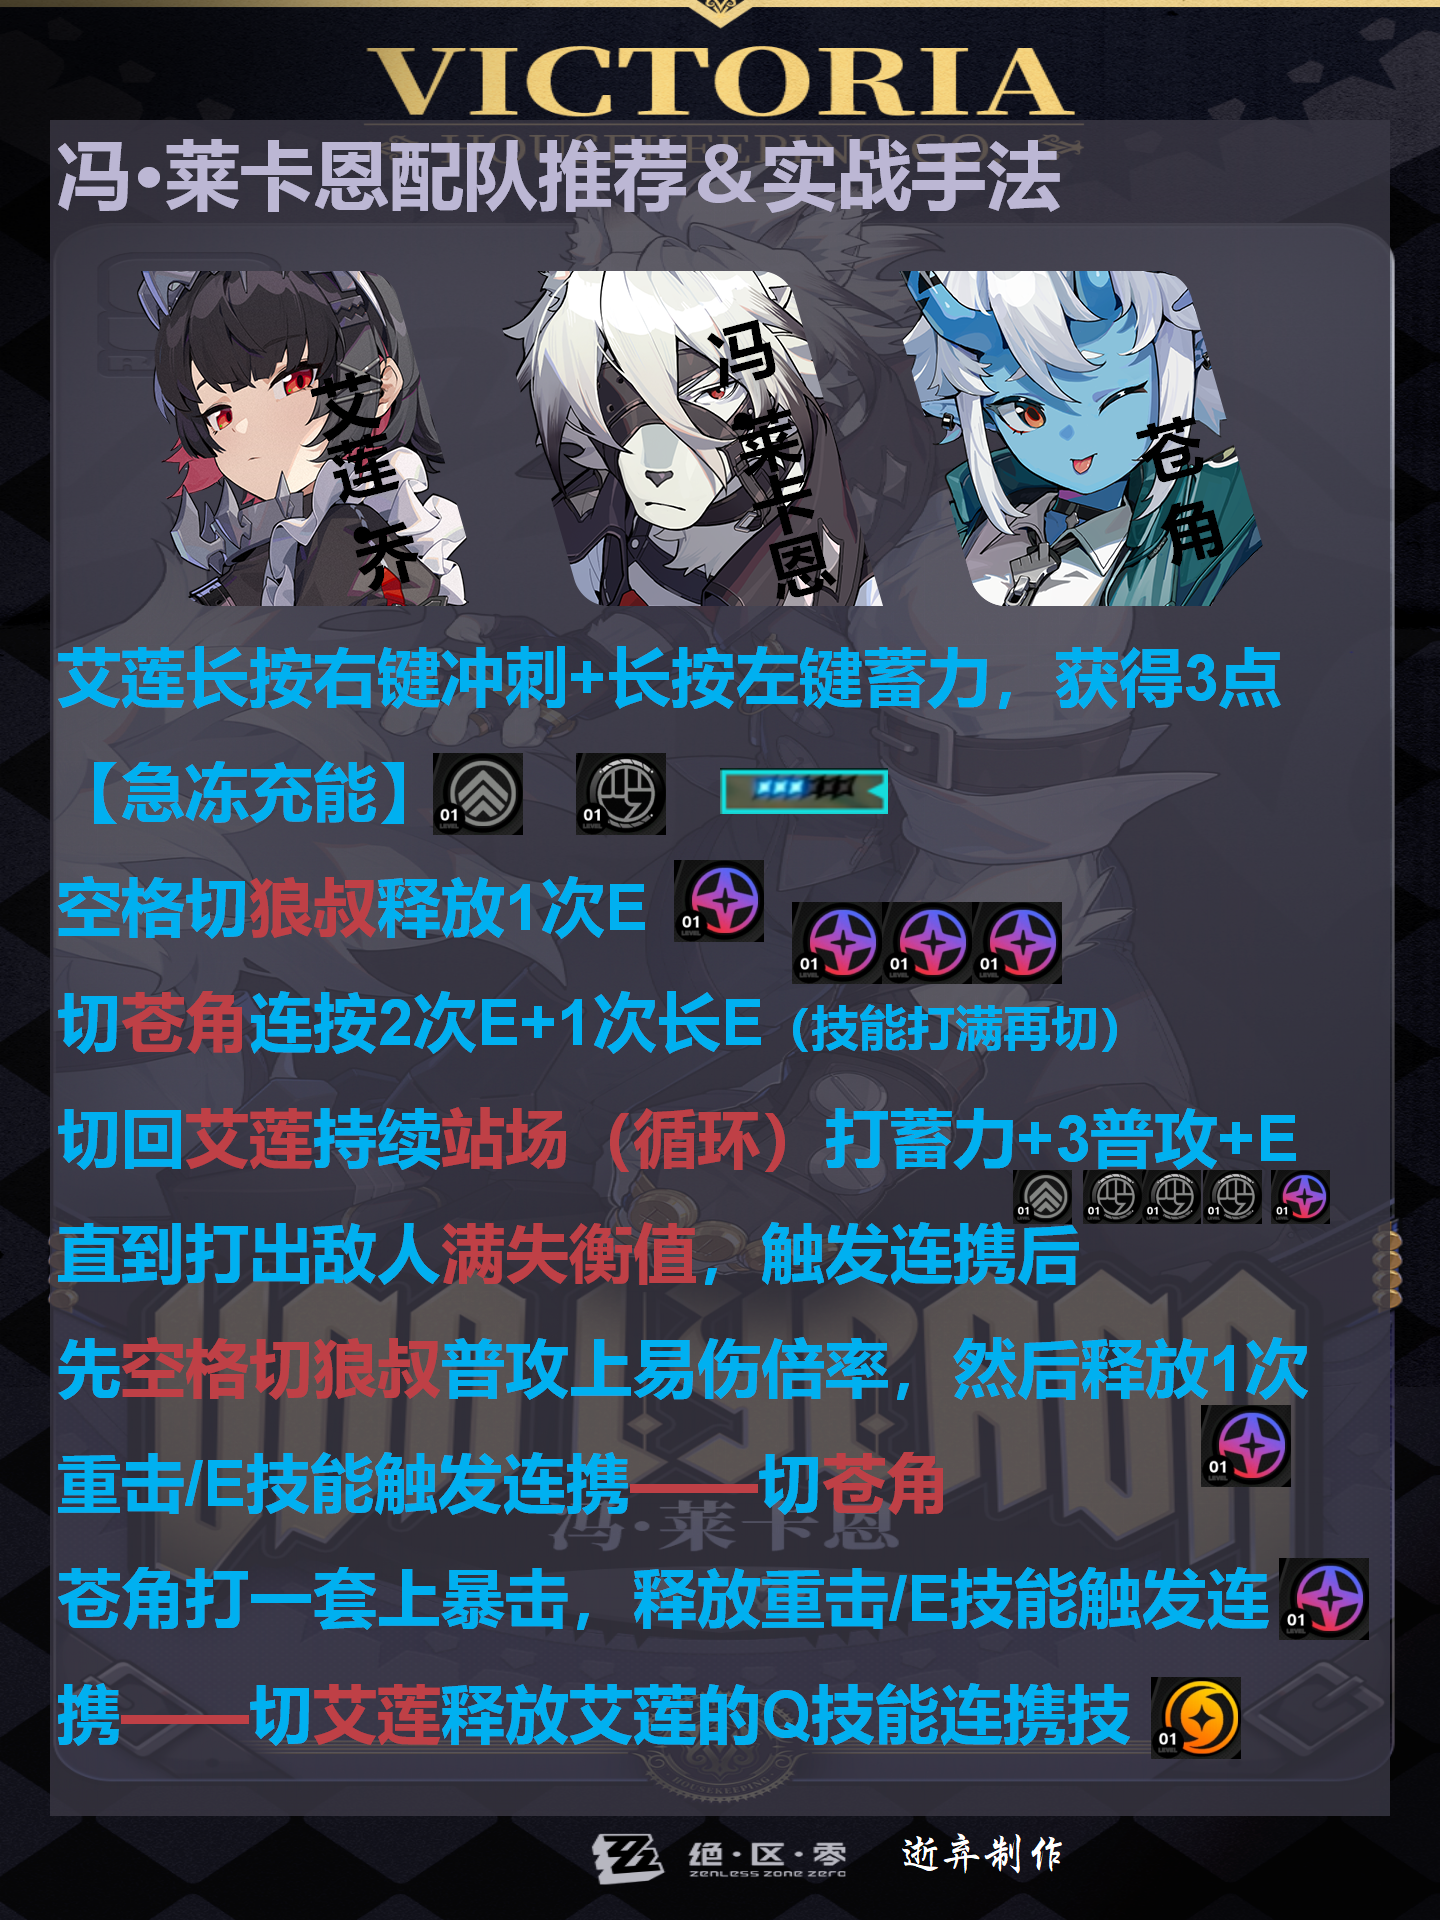 VICTORIA
HOUSEKEEPING CO.
冯·莱卡恩配队推荐＆实战手法
艾莲·乔
冯·莱卡恩
苍角
艾莲长按右键冲刺+长按左键蓄力，获得3点
【急冻充能】
01
01
空格切狼叔释放1次E
01
01
01
01
切苍角连按2次E+1次长E（技能打满再切）
切回艾莲持续站场（循环）打蓄力+3普攻+E
01
01
01
01
01
直到打出敌人满失衡值，触发连携后
先空格切狼叔普攻上易伤倍率，然后释放1次
01
重击/E技能触发连携——切苍角
冯·莱卡恩
苍角打一套上暴击，释放重击/E技能触发连
01
携——切艾莲释放艾莲的Q技能连携技
01
HOUSEKEEPING
绝·区·零
ZENLESS ZONE ZERO
逝弃制作